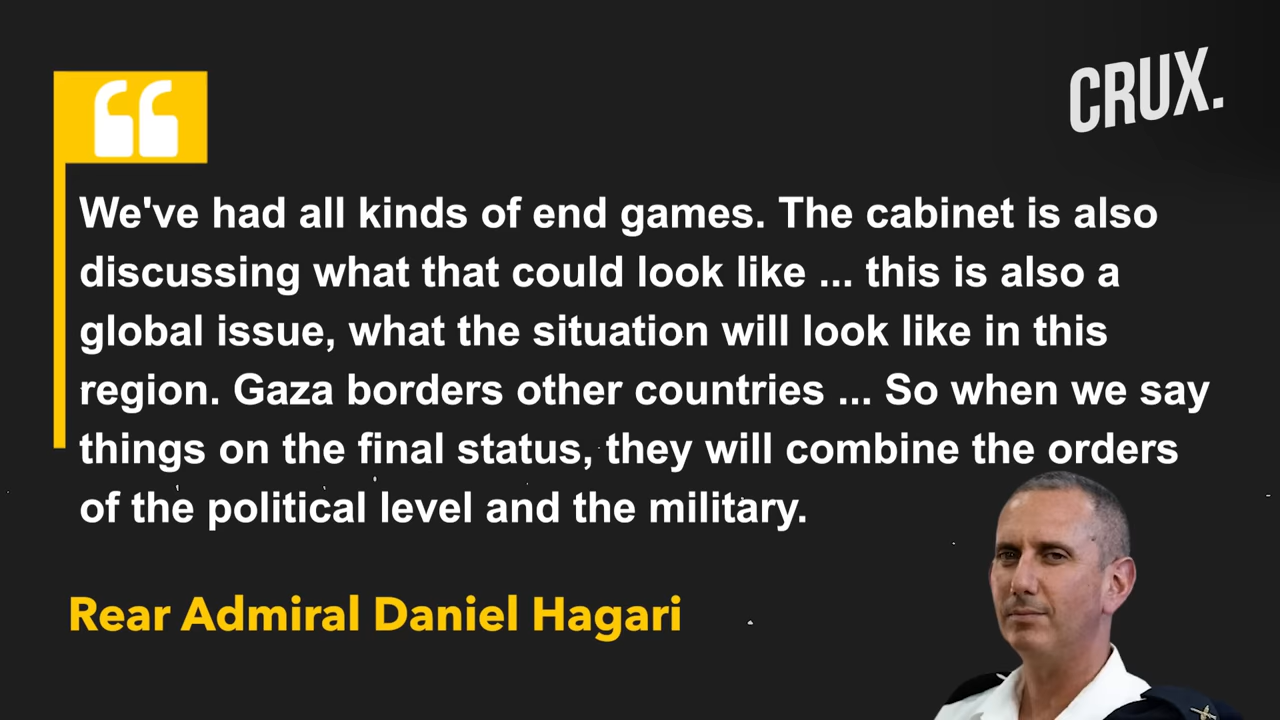 CRUX.
We've had all kinds of end games. The cabinet is also
discussing what that could look like ... this is also a
global issue, what the situation will look like in this
region. Gaza borders other countries ... So when we say
things on the final status, they will combine the orders
of the political level and the military.
Rear Admiral Daniel Hagari